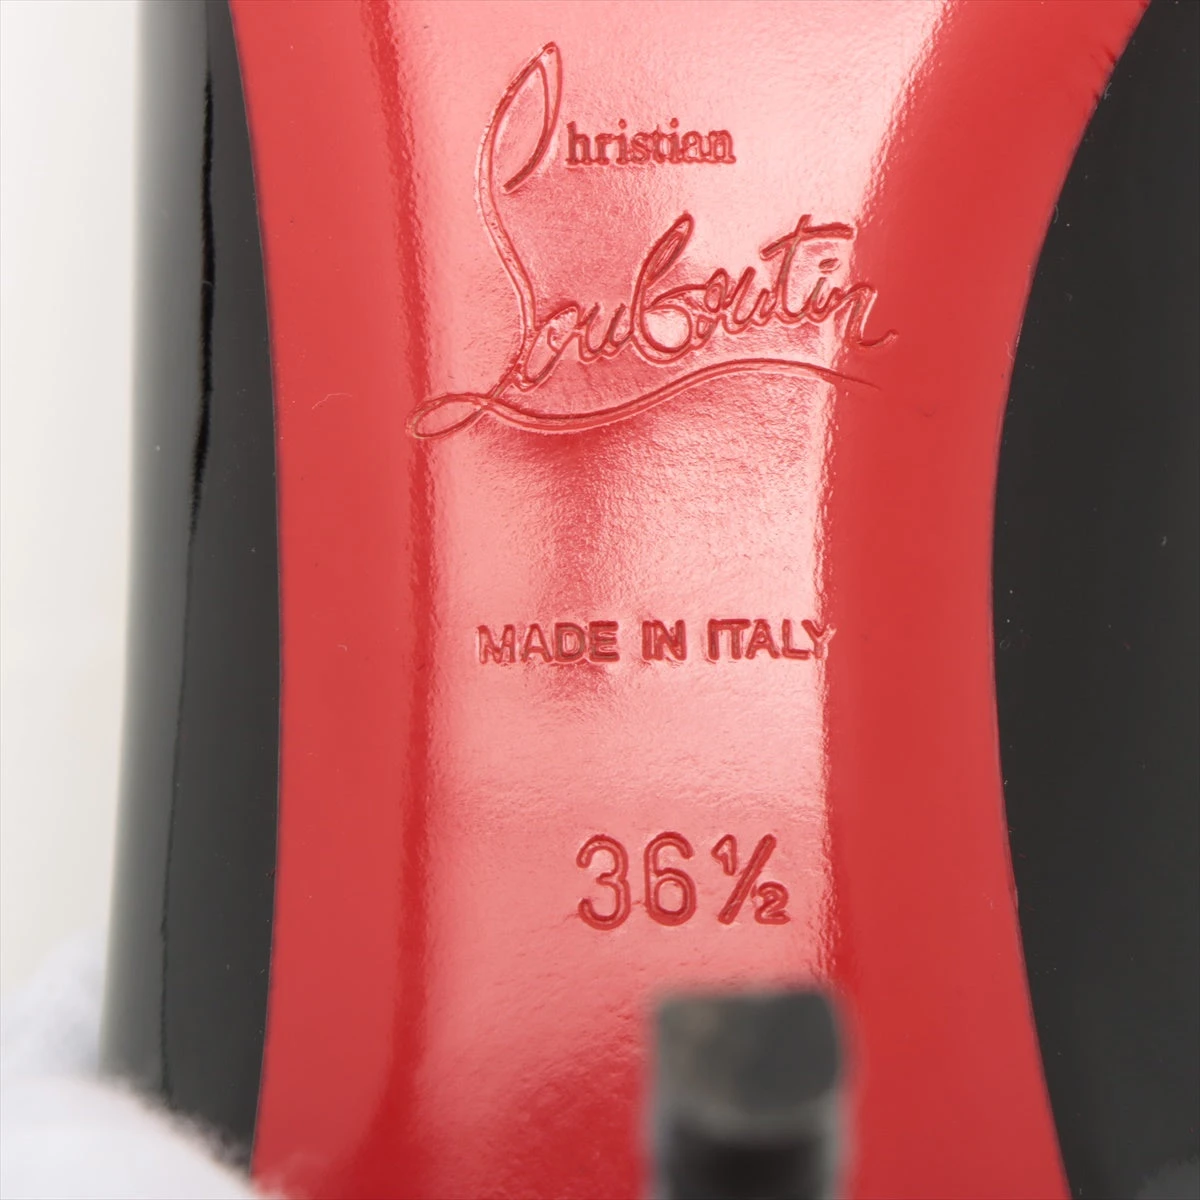 Christian
Louboutin
MADE IN ITALY
36½